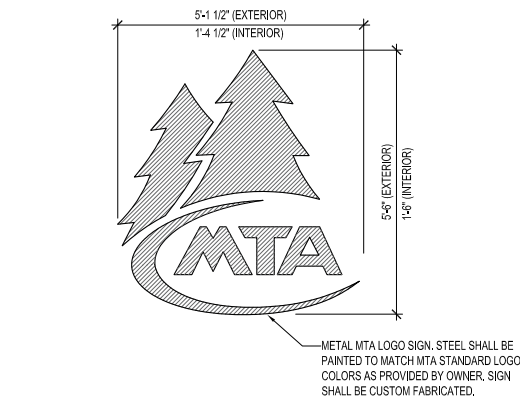 5'-1 1/2" (EXTERIOR)
1'-4 1/2" (INTERIOR)
5'-6" (EXTERIOR)
1'-6" (INTERIOR)
MTA
METAL MTA LOGO SIGN. STEEL SHALL BE
PAINTED TO MATCH MTA STANDARD LOGO
COLORS AS PROVIDED BY OWNER. SIGN
SHALL BE CUSTOM FABRICATED.